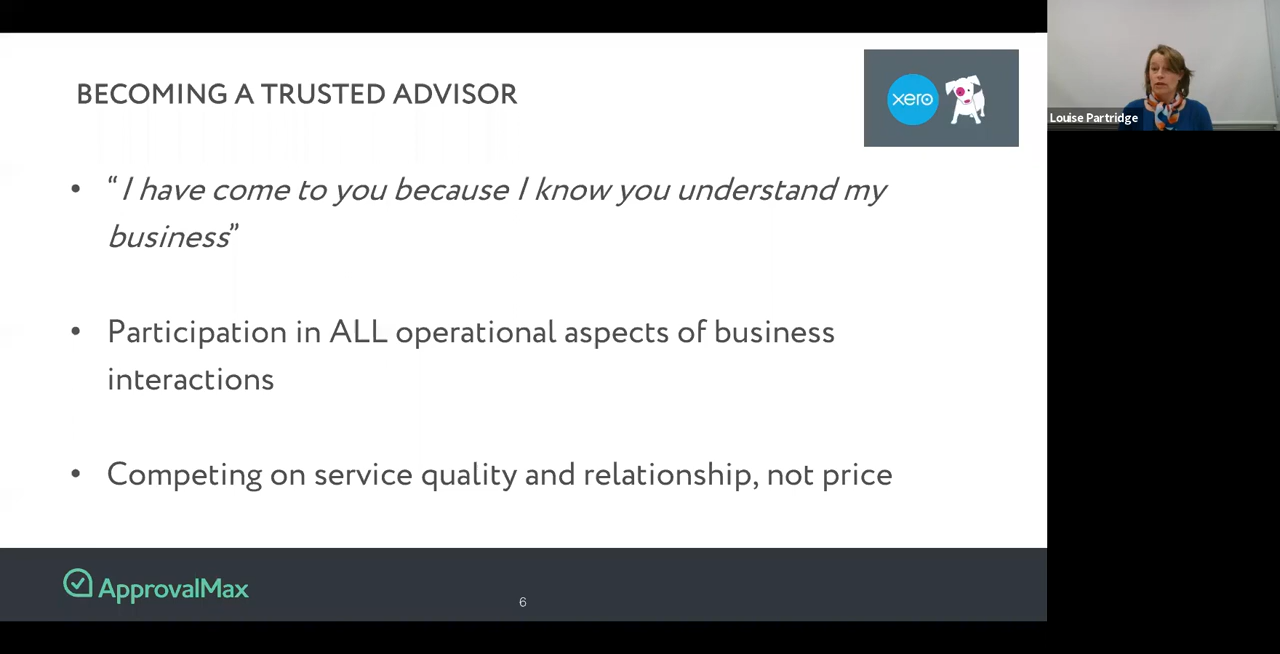 BECOMING A TRUSTED ADVISOR
xero
Louise Partridge
• “ I have come to you because I know you understand my
business”
• Participation in ALL operational aspects of business
interactions
• Competing on service quality and relationship, not price
ApprovalMax
6